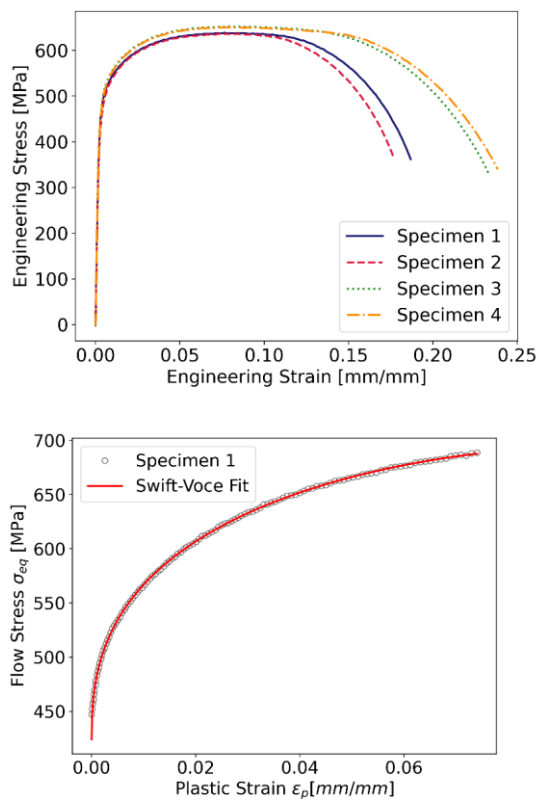 600
500
400
300
200
100
0
Engineering Stress [MPa]
Specimen 1
Specimen 2
Specimen 3
Specimen 4
0.00 0.05 0.10 0.15 0.20 0.25
Engineering Strain [mm/mm]
700
650
600
550
500
450
Flow Stress σ_eq [MPa]
Specimen 1
Swift-Voce Fit
0.00 0.02 0.04 0.06
Plastic Strain ε_p[mm/mm]